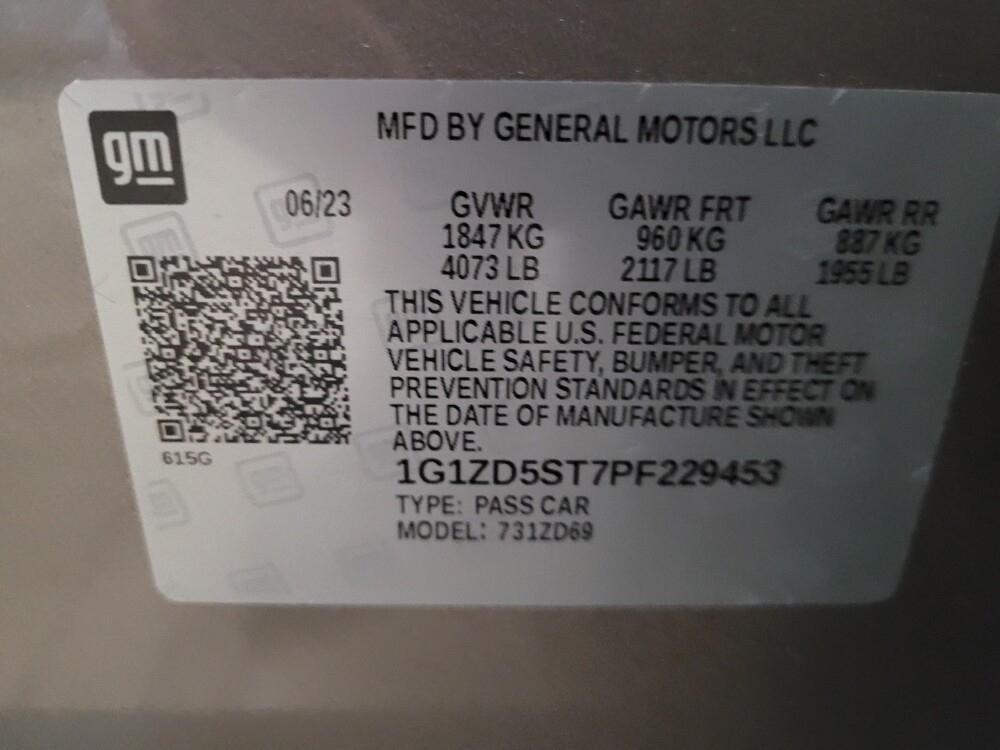 gm
MFD BY GENERAL MOTORS LLC
06/23
GVWR GAWR FRT GAWR RR
1847 KG 960 KG 887 KG
4073 LB 2117 LB 1955 LB
THIS VEHICLE CONFORMS TO ALL
APPLICABLE U.S. FEDERAL MOTOR
VEHICLE SAFETY, BUMPER, AND THEFT
PREVENTION STANDARDS IN EFFECT ON
THE DATE OF MANUFACTURE SHOWN
ABOVE.
615G
1G1ZD5ST7PF229453
TYPE: PASS CAR
MODEL: 731ZD69